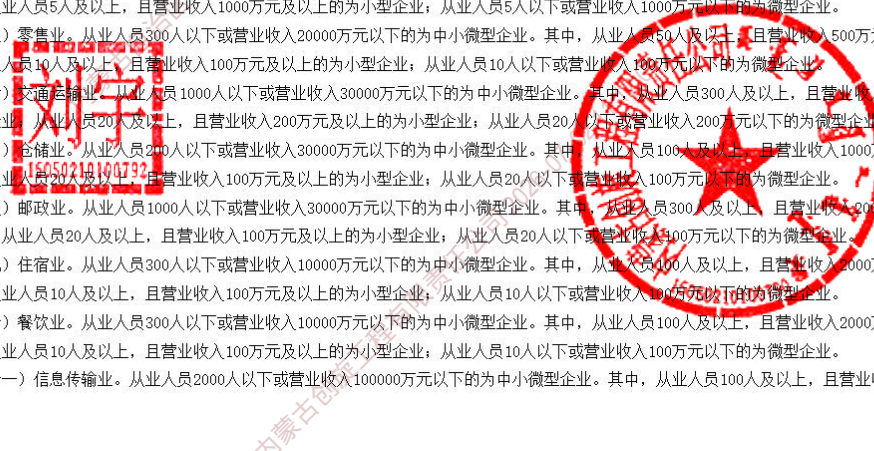 业人员5人及以上，且营业收入1000万元及以上的为小型企业；从业人员5人以下或营业收入1000万元以下的为微型企业。
）零售业。从业人员300人以下或营业收入20000万元以下的为中小微型企业。其中，从业人员50人及以上，且营业收入500万
人员10人及以上，且营业收入100万元及以上的为小型企业；从业人员10人以下或营业收入100万元以下的为微型企业。
）交通运输业。从业人员1000人以下或营业收入30000万元以下的为中小微型企业。其中，从业人员300人及以上，且营业收
业；从业人员20人及以上，且营业收入200万元及以上的为小型企业；从业人员20人以下或营业收入200万元以下的为微型企业
）仓储业。从业人员200人以下或营业收入30000万元以下的为中小微型企业。其中，从业人员100人及以上，且营业收入1000
业人员20人及以上，且营业收入100万元及以上的为小型企业；从业人员20人以下或营业收入100万元以下的为微型企业。
）邮政业。从业人员1000人以下或营业收入30000万元以下的为中小微型企业。其中，从业人员300人及以上，且营业收入20
从业人员20人及以上，且营业收入100万元及以上的为小型企业；从业人员20人以下或营业收入100万元以下的为微型企业。
）住宿业。从业人员300人以下或营业收入10000万元以下的为中小微型企业。其中，从业人员100人及以上，且营业收入2000
业人员10人及以上，且营业收入100万元及以上的为小型企业；从业人员10人以下或营业收入100万元以下的为微型企业。
）餐饮业。从业人员300人以下或营业收入10000万元以下的为中小微型企业。其中，从业人员100人及以上，且营业收入2000万
业人员10人及以上，且营业收入100万元及以上的为小型企业；从业人员10人以下或营业收入100万元以下的为微型企业。
一）信息传输业。从业人员2000人以下或营业收入100000万元以下的为中小微型企业。其中，从业人员100人及以上，且营业
刘宇
1505021010079​2
责任公司
内蒙古创炬工程有限责任公司